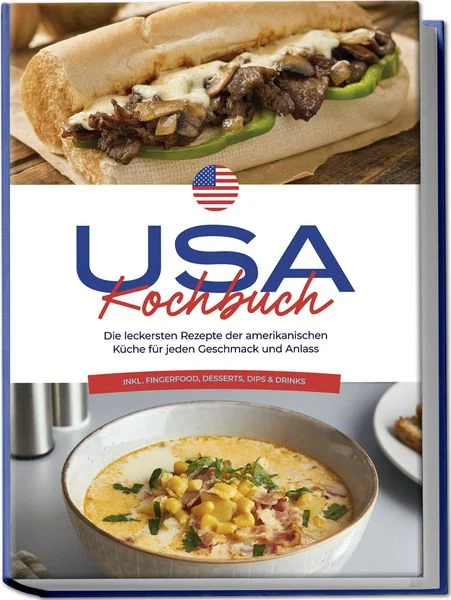 USA
Kochbuch
Die leckersten Rezepte der amerikanischen
Küche für jeden Geschmack und Anlass
INKL. FINGERFOOD, DESSERTS, DIPS & DRINKS